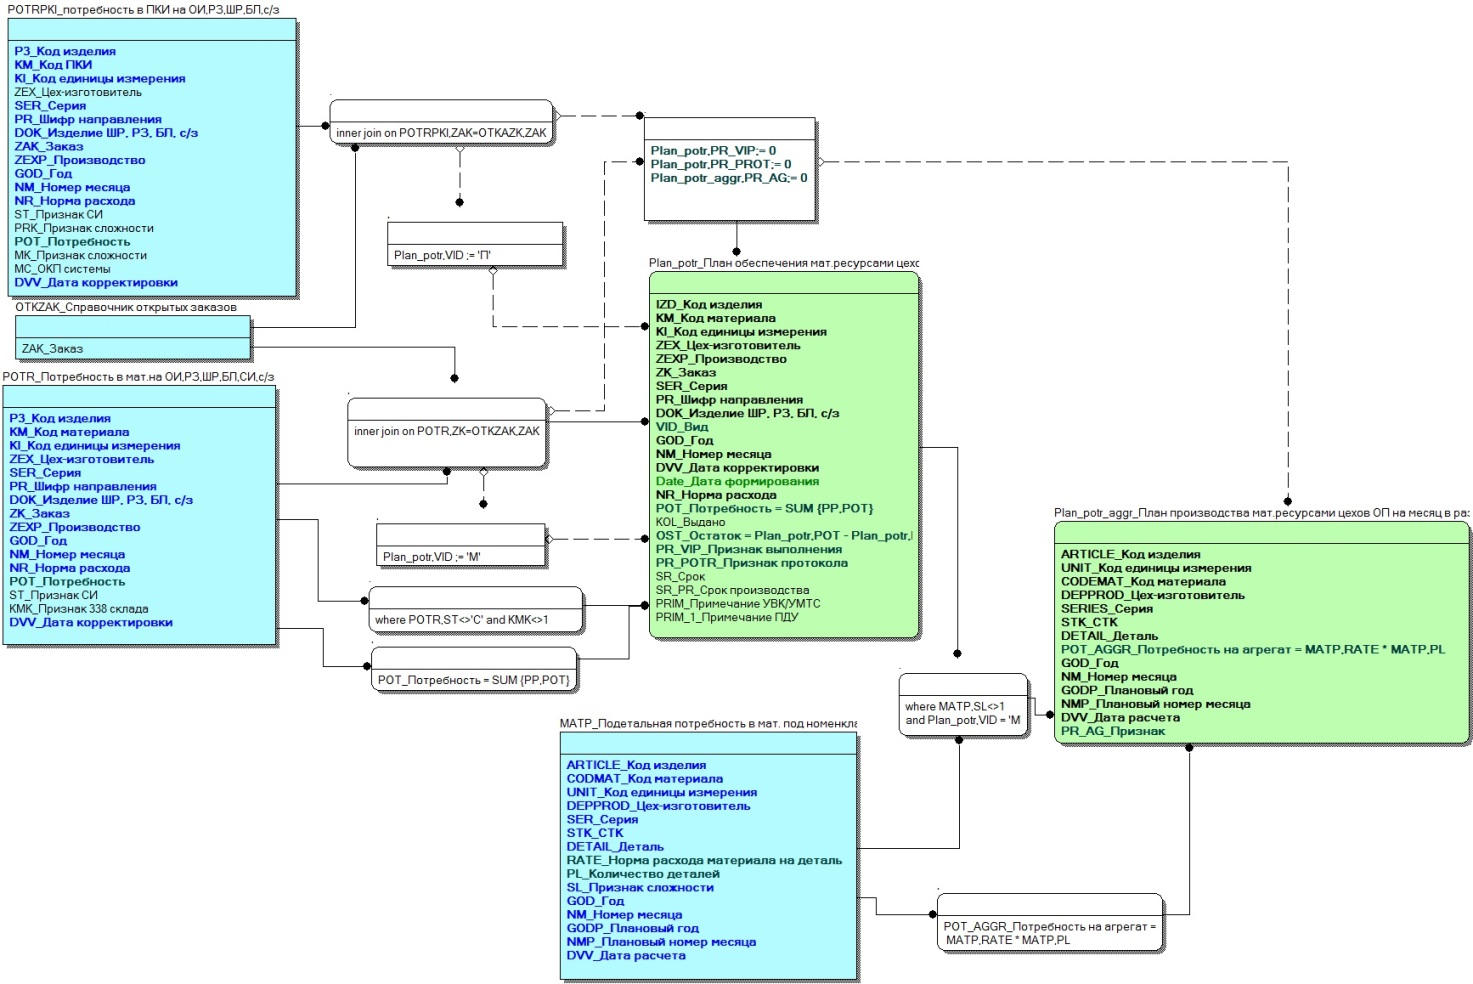 POTRPKI_потребность в ПКИ на ОИ,РЗ,ШР,БП,с/з
РЗ_Код изделия
KM_Код ПКИ
KI_Код единицы измерения
ZEX_Цех-изготовитель
SER_Серия
PR_Шифр направления
DOK_Изделие ШР, РЗ, БП, с/з
ZAK_Заказ
ZEXP_Производство
GOD_Год
NM_Номер месяца
NR_Норма расхода
ST_Признак СИ
PRK_Признак сложности
POT_Потребность
МК_Признак сложности
МС_ОКП системы
DVV_Дата корректировки
OTKZAK_Справочник открытых заказов
ZAK_Заказ
POTR_Потребность в мат.на ОИ,РЗ,ШР,БП,СИ,с/з
РЗ_Код изделия
KM_Код материала
KI_Код единицы измерения
ZEX_Цех-изготовитель
SER_Серия
PR_Шифр направления
DOK_Изделие ШР, РЗ, БП, с/з
ZK_Заказ
ZEXP_Производство
GOD_Год
NM_Номер месяца
NR_Норма расхода
POT_Потребность
ST_Признак СИ
KMK_Признак 338 склада
DVV_Дата корректировки
inner join on POTRPKI,ZAK=OTKAZK,ZAK
Plan_potr,VID := 'П'
inner join on POTR,ZK=OTKZAK,ZAK
Plan_potr,VID := 'М'
where POTR,ST<>'C' and KMK<>1
POT_Потребность = SUM {PP,POT}
Plan_potr,PR_VIP;= 0
Plan_potr,PR_PROT;= 0
Plan_potr_aggr,PR_AG;= 0
Plan_potr_План обеспечения мат.ресурсами цехс
IZD_Код изделия
KM_Код материала
KI_Код единицы измерения
ZEX_Цех-изготовитель
ZEXP_Производство
ZK_Заказ
SER_Серия
PR_Шифр направления
DOK_Изделие ШР, РЗ, БП, с/з
VID_Вид
GOD_Год
NM_Номер месяца
DVV_Дата корректировки
Date_Дата формирования
NR_Норма расхода
POT_Потребность = SUM {PP,POT}
KOL_Выдано
OST_Остаток = Plan_potr,POT - Plan_potr,
PR_VIP_Признак выполнения
PR_POTR_Признак протокола
SR_Срок
SR_PR_Срок производства
PRIM_Примечание УВК/УМТС
PRIM_1_Примечание ПДУ
MATP_Подетальная потребность в мат. под номенкла
ARTICLE_Код изделия
CODMAT_Код материала
UNIT_Код единицы измерения
DEPPROD_Цех-изготовитель
SER_Серия
STK_СТК
DETAIL_Деталь
RATE_Норма расхода материала на деталь
PL_Количество деталей
SL_Признак сложности
GOD_Год
NM_Номер месяца
GODP_Плановый год
NMP_Плановый номер месяца
DVV_Дата расчета
where MATP,SL<>1
and Plan_potr,VID = 'М
POT_AGGR_Потребность на агрегат =
MATP,RATE * MATP,PL
Plan_potr_aggr_План производства мат.ресурсами цехов ОП на месяц в раз
ARTICLE_Код изделия
UNIT_Код единицы измерения
CODEMAT_Код материала
DEPPROD_Цех-изготовитель
SERIES_Серия
STK_СТК
DETAIL_Деталь
POT_AGGR_Потребность на агрегат = MATP,RATE * MATP,PL
GOD_Год
NM_Номер месяца
GODP_Плановый год
NMP_Плановый номер месяца
DVV_Дата расчета
PR_AG_Признак